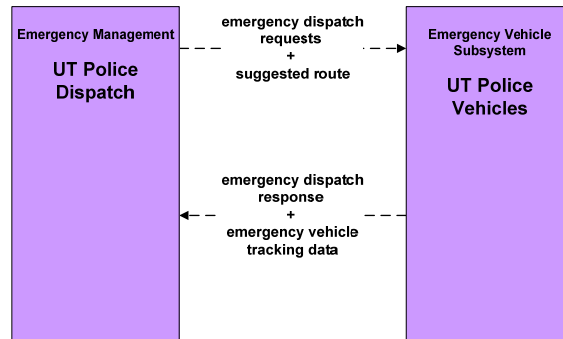 Emergency Management
UT Police
Dispatch
emergency dispatch
requests
+
suggested route
Emergency Vehicle
Subsystem
UT Police
Vehicles
emergency dispatch
response
+
emergency vehicle
tracking data